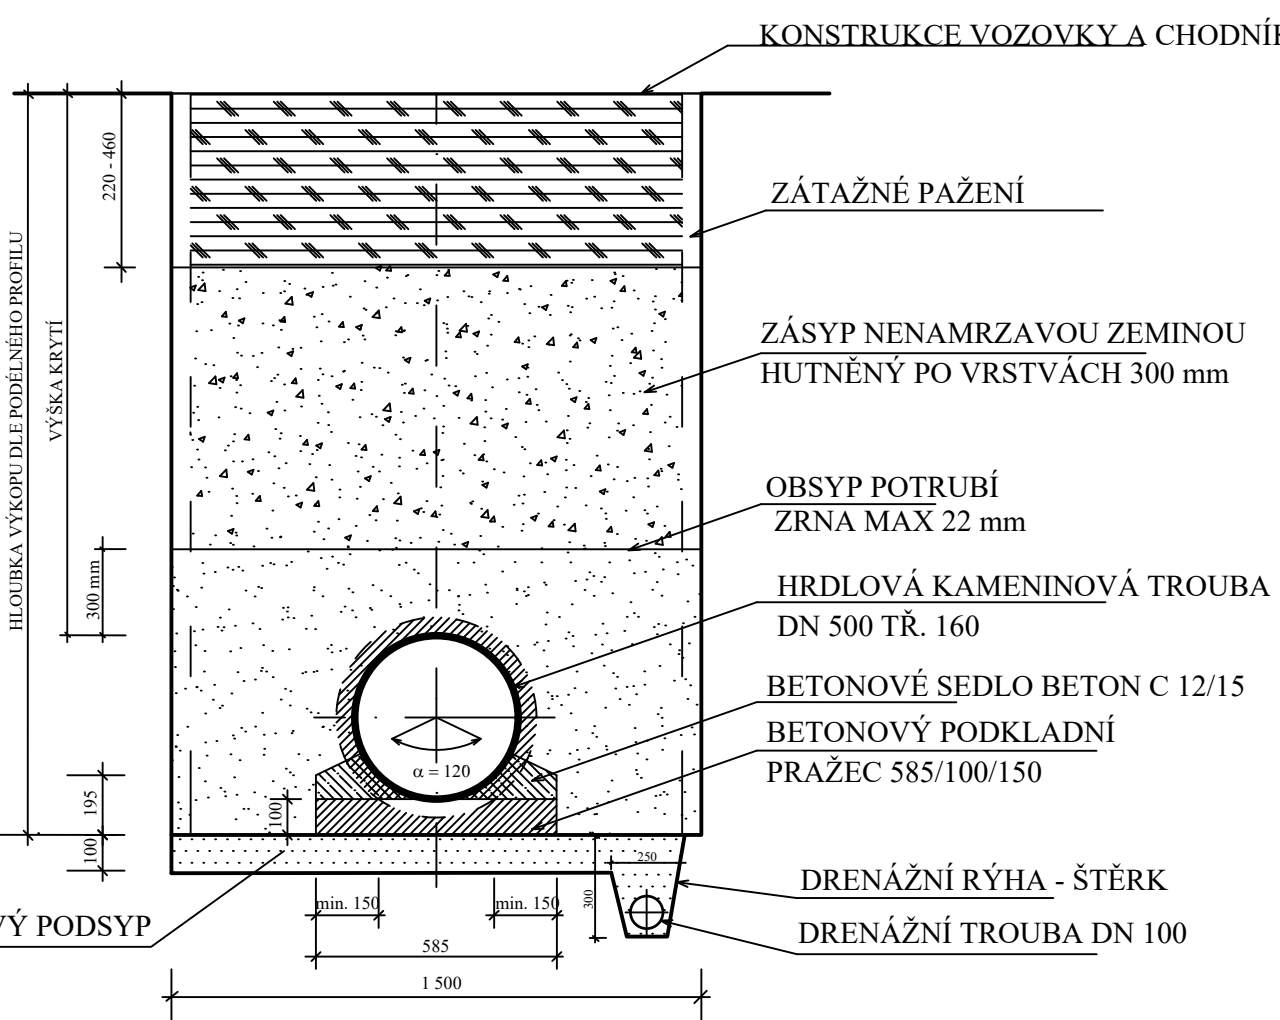 KONSTRUKCE VOZOVKY A CHODNÍK
220 - 460
ZÁTAŽNÉ PAŽENÍ
HLOUBKA VÝKOPU DLE PODÉLNÉHO PROFILU
VÝŠKA KRYTÍ
ZÁSYP NENAMRZAVOU ZEMINOU
HUTNĚNÝ PO VRSTVÁCH 300 mm
OBSYP POTRUBÍ
ZRNA MAX 22 mm
300 mm
HRDLOVÁ KAMENINOVÁ TROUBA
DN 500 TŘ. 160
BETONOVÉ SEDLO BETON C 12/15
BETONOVÝ PODKLADNÍ
PRAŽEC 585/100/150
α = 120
195
100
100
250
300
DRENÁŽNÍ RÝHA - ŠTĚRK
min. 150
min. 150
VÝ PODSYP
DRENÁŽNÍ TROUBA DN 100
585
1 500